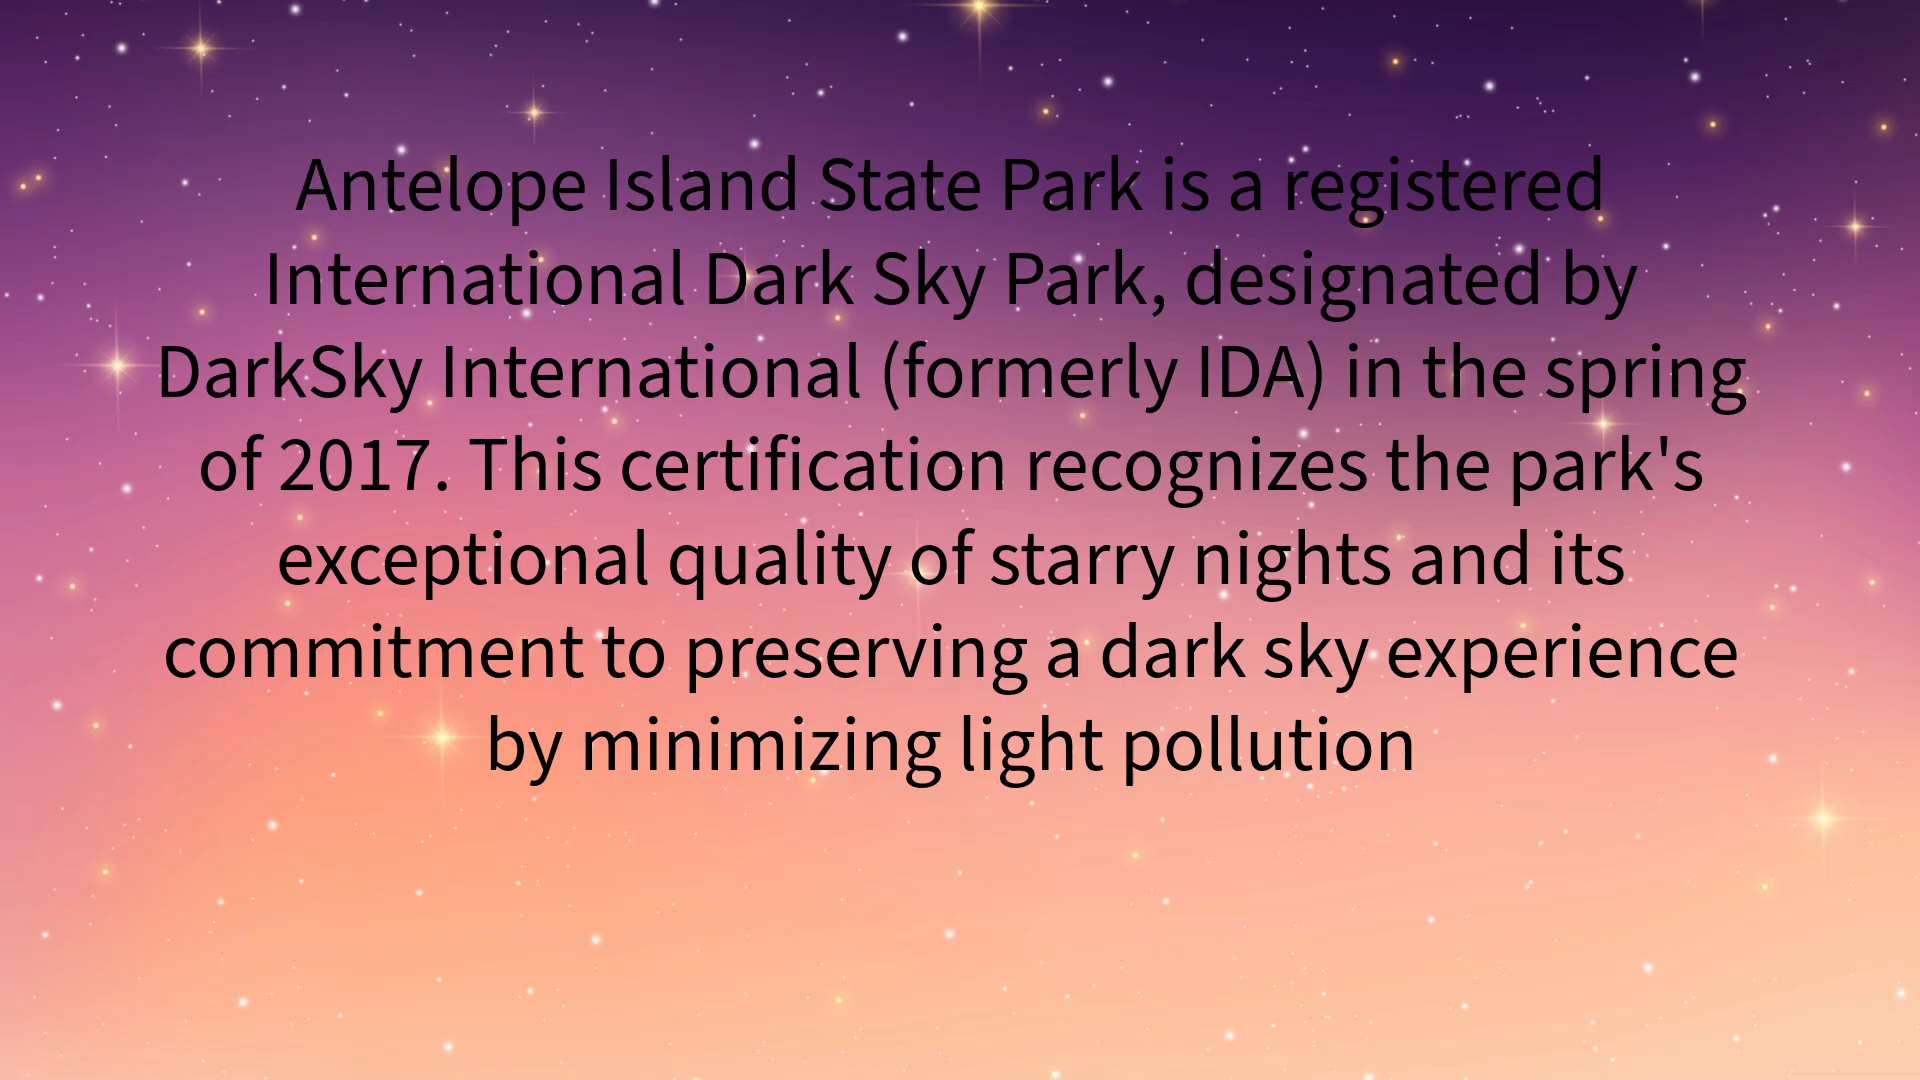 Antelope Island State Park is a registered
International Dark Sky Park, designated by
DarkSky International (formerly IDA) in the spring
of 2017. This certification recognizes the park's
exceptional quality of starry nights and its
commitment to preserving a dark sky experience
by minimizing light pollution